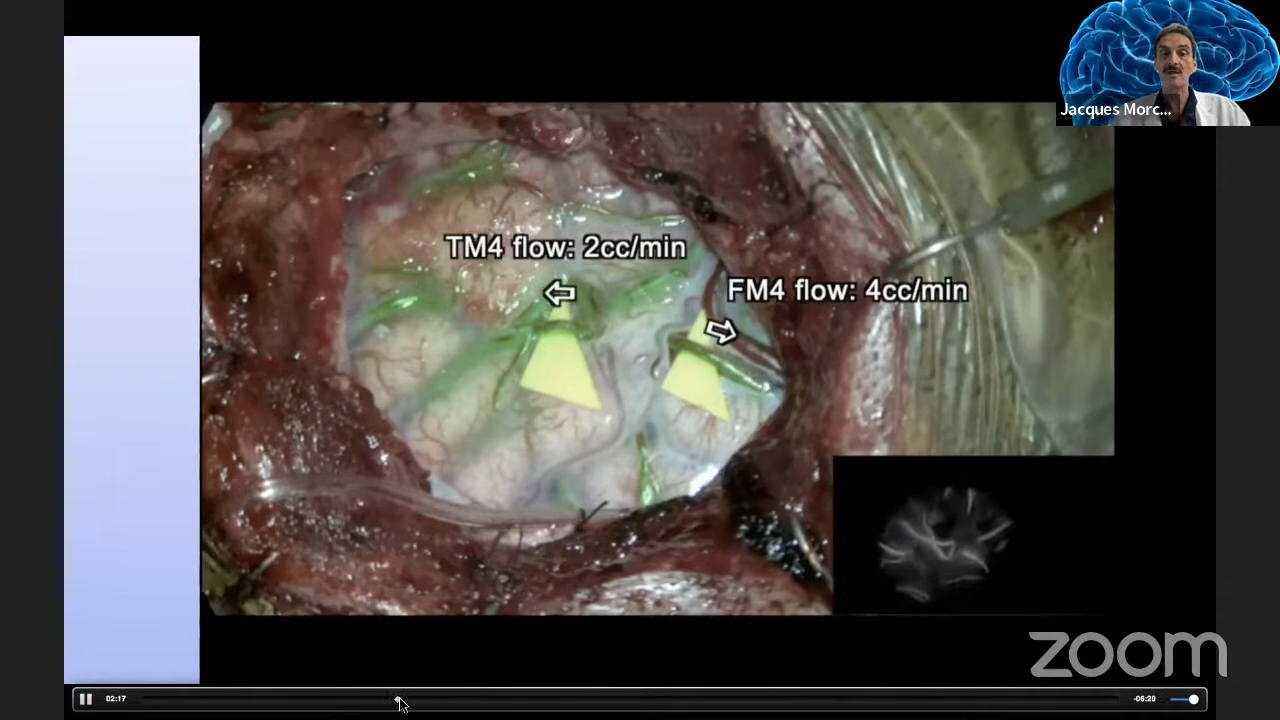 Jacques Morc...
TM4 flow: 2cc/min
FM4 flow: 4cc/min
zoom
02:17
-06:20